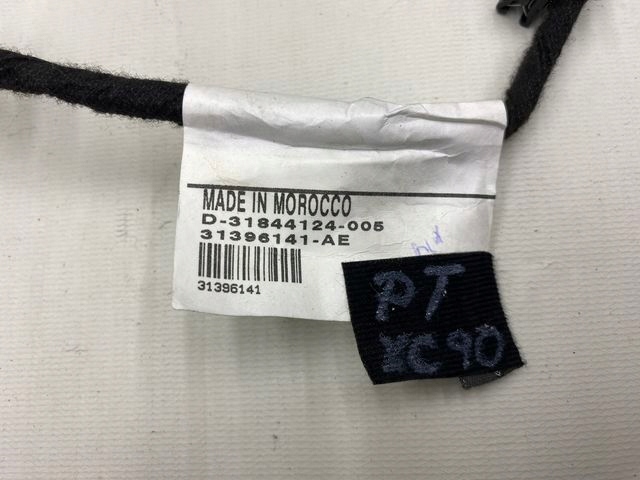 MADE IN MOROCCO
D-31844124-005
31396141-AE
31396141
PT
XC90